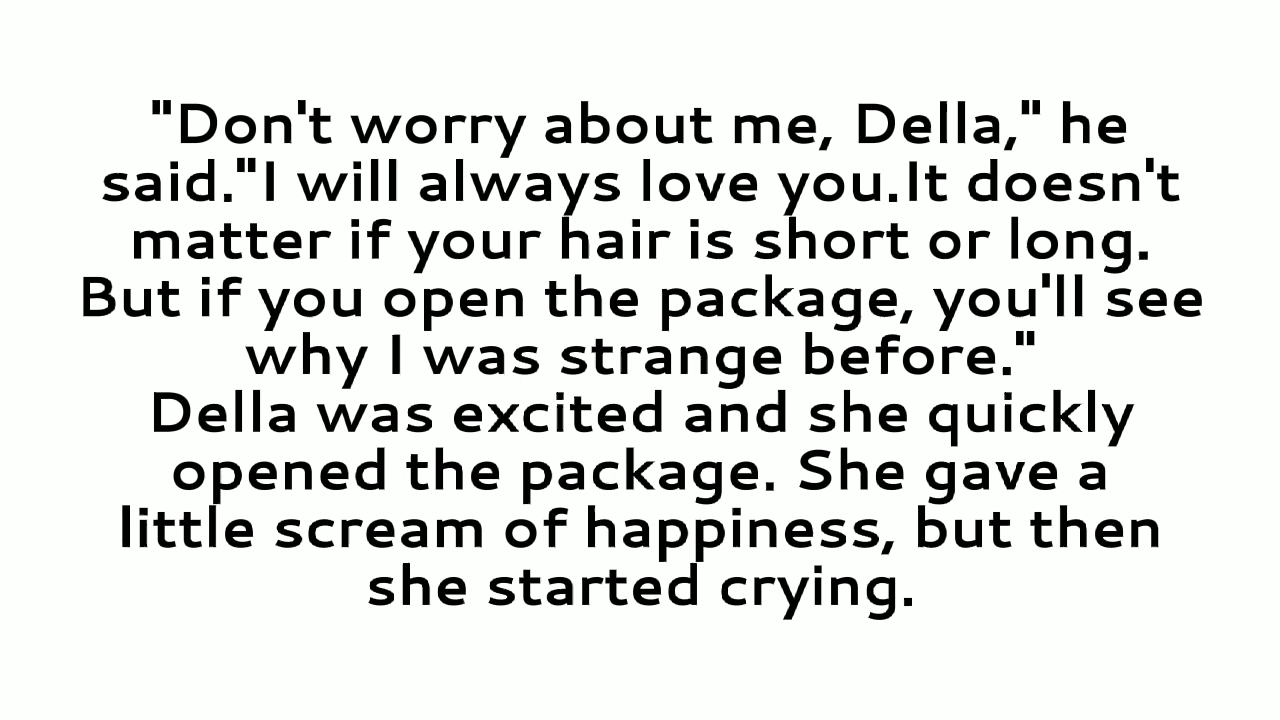 "Don't worry about me, Della," he
said."I will always love you.It doesn't
matter if your hair is short or long.
But if you open the package, you'll see
why I was strange before."
Della was excited and she quickly
opened the package. She gave a
little scream of happiness, but then
she started crying.